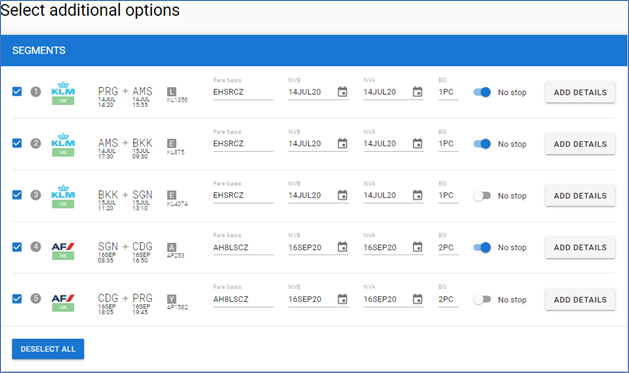 Select additional options
SEGMENTS
Fare basis NVB NVA BG
1 KLM PRG AMS L EHSRCZ 14JUL20 14JUL20 1PC No stop ADD DETAILS
HK 14JUL 14JUL KL1356
14:20 15:55
Fare basis NVB NVA BG
2 KLM AMS BKK E EHSRCZ 14JUL20 14JUL20 1PC No stop ADD DETAILS
HK 14JUL 15JUL KL875
17:30 09:30
Fare basis NVB NVA BG
3 KLM BKK SGN E EHSRCZ 14JUL20 14JUL20 1PC No stop ADD DETAILS
HK 15JUL 15JUL KL4074
11:20 13:10
Fare basis NVB NVA BG
4 AF SGN CDG A AH8LSCZ 16SEP20 16SEP20 2PC No stop ADD DETAILS
HK 16SEP 16SEP AF253
08:35 16:50
Fare basis NVB NVA BG
5 AF CDG PRG Y AH8LSCZ 16SEP20 16SEP20 2PC No stop ADD DETAILS
HK 16SEP 16SEP AF1582
18:05 19:45
DESELECT ALL